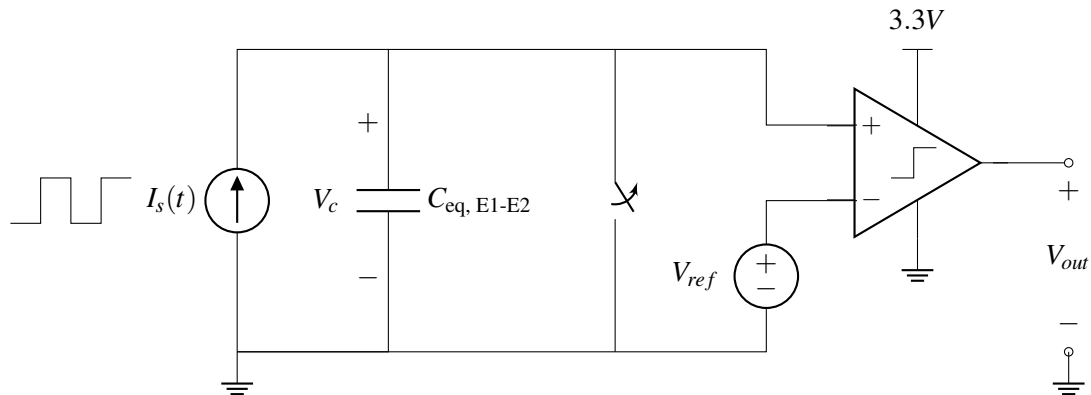 3.3V
+
+
I_s(t)
V_c
C_eq, E1-E2
−
−
+
V_ref
+
−
V_out
−